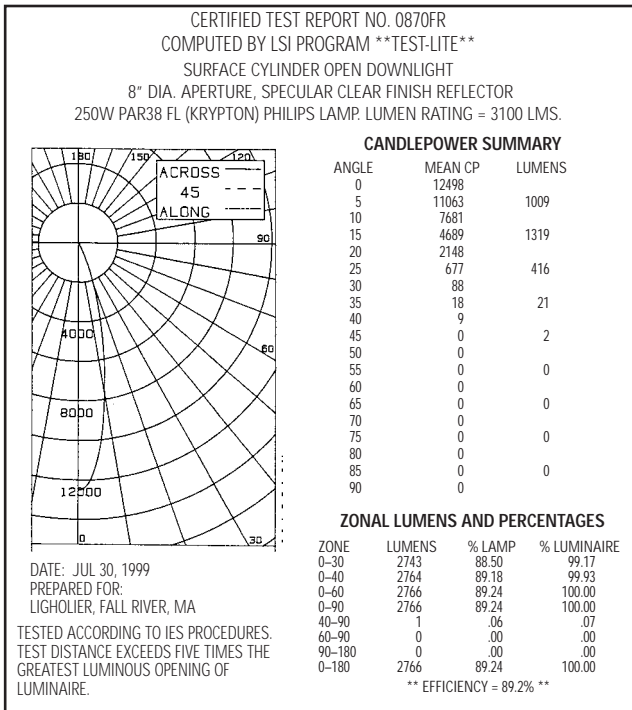 CERTIFIED TEST REPORT NO. 0870FR
COMPUTED BY LSI PROGRAM **TEST-LITE**
SURFACE CYLINDER OPEN DOWNLIGHT
8" DIA. APERTURE, SPECULAR CLEAR FINISH REFLECTOR
250W PAR38 FL (KRYPTON) PHILIPS LAMP. LUMEN RATING = 3100 LMS.
180 150 120
ACROSS
45
ALONG
90
4000
60
8000
12000
0 30
DATE: JUL 30, 1999
PREPARED FOR:
LIGHOLIER, FALL RIVER, MA
TESTED ACCORDING TO IES PROCEDURES.
TEST DISTANCE EXCEEDS FIVE TIMES THE
GREATEST LUMINOUS OPENING OF
LUMINAIRE.
CANDLEPOWER SUMMARY
ANGLE MEAN CP LUMENS
0 12498
5 11063 1009
10 7681
15 4689 1319
20 2148
25 677 416
30 88
35 18 21
40 9
45 0 2
50 0
55 0 0
60 0
65 0 0
70 0
75 0 0
80 0
85 0 0
90 0
ZONAL LUMENS AND PERCENTAGES
ZONE LUMENS % LAMP % LUMINAIRE
0–30 2743 88.50 99.17
0–40 2764 89.18 99.93
0–60 2766 89.24 100.00
0–90 2766 89.24 100.00
40–90 1 .06 .07
60–90 0 .00 .00
90–180 0 .00 .00
0–180 2766 89.24 100.00
** EFFICIENCY = 89.2% **